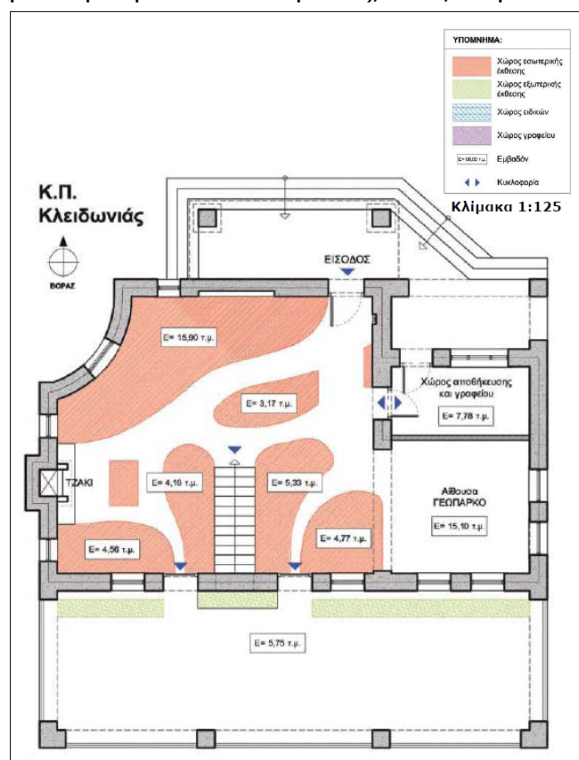 ΥΠΟΜΝΗΜΑ:
Χώρος εσωτερικής
έκθεσης
Χώρος εξωτερικής
έκθεσης
Χώρος ειδικών
Χώρος γραφείου
Εμβαδόν
Κυκλοφορία
Κλίμακα 1:125
Κ.Π.
Κλειδωνιάς
ΒΟΡΑΣ
ΕΙΣΟΔΟΣ
E= 15,60 τ.μ.
E= 3,17 τ.μ.
Χώρος αποθήκευσης
και γραφείου
E= 7,78 τ.μ.
ΤΖΑΚΙ
E= 4,16 τ.μ.
E= 5,33 τ.μ.
Αίθουσα
ΓΕΩΠΑΡΚΟ
E= 15,10 τ.μ.
E= 4,56 τ.μ.
E= 4,77 τ.μ.
E= 5,75 τ.μ.